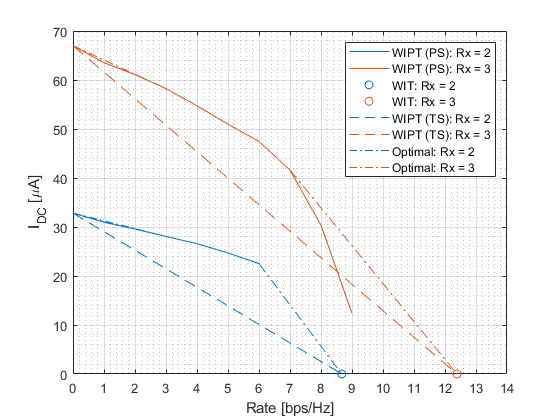 70
60
50
40
30
20
10
0
I_DC [μA]
WIPT (PS): Rx = 2
WIPT (PS): Rx = 3
WIT: Rx = 2
WIT: Rx = 3
WIPT (TS): Rx = 2
WIPT (TS): Rx = 3
Optimal: Rx = 2
Optimal: Rx = 3
0 1 2 3 4 5 6 7 8 9 10 11 12 13 14
Rate [bps/Hz]